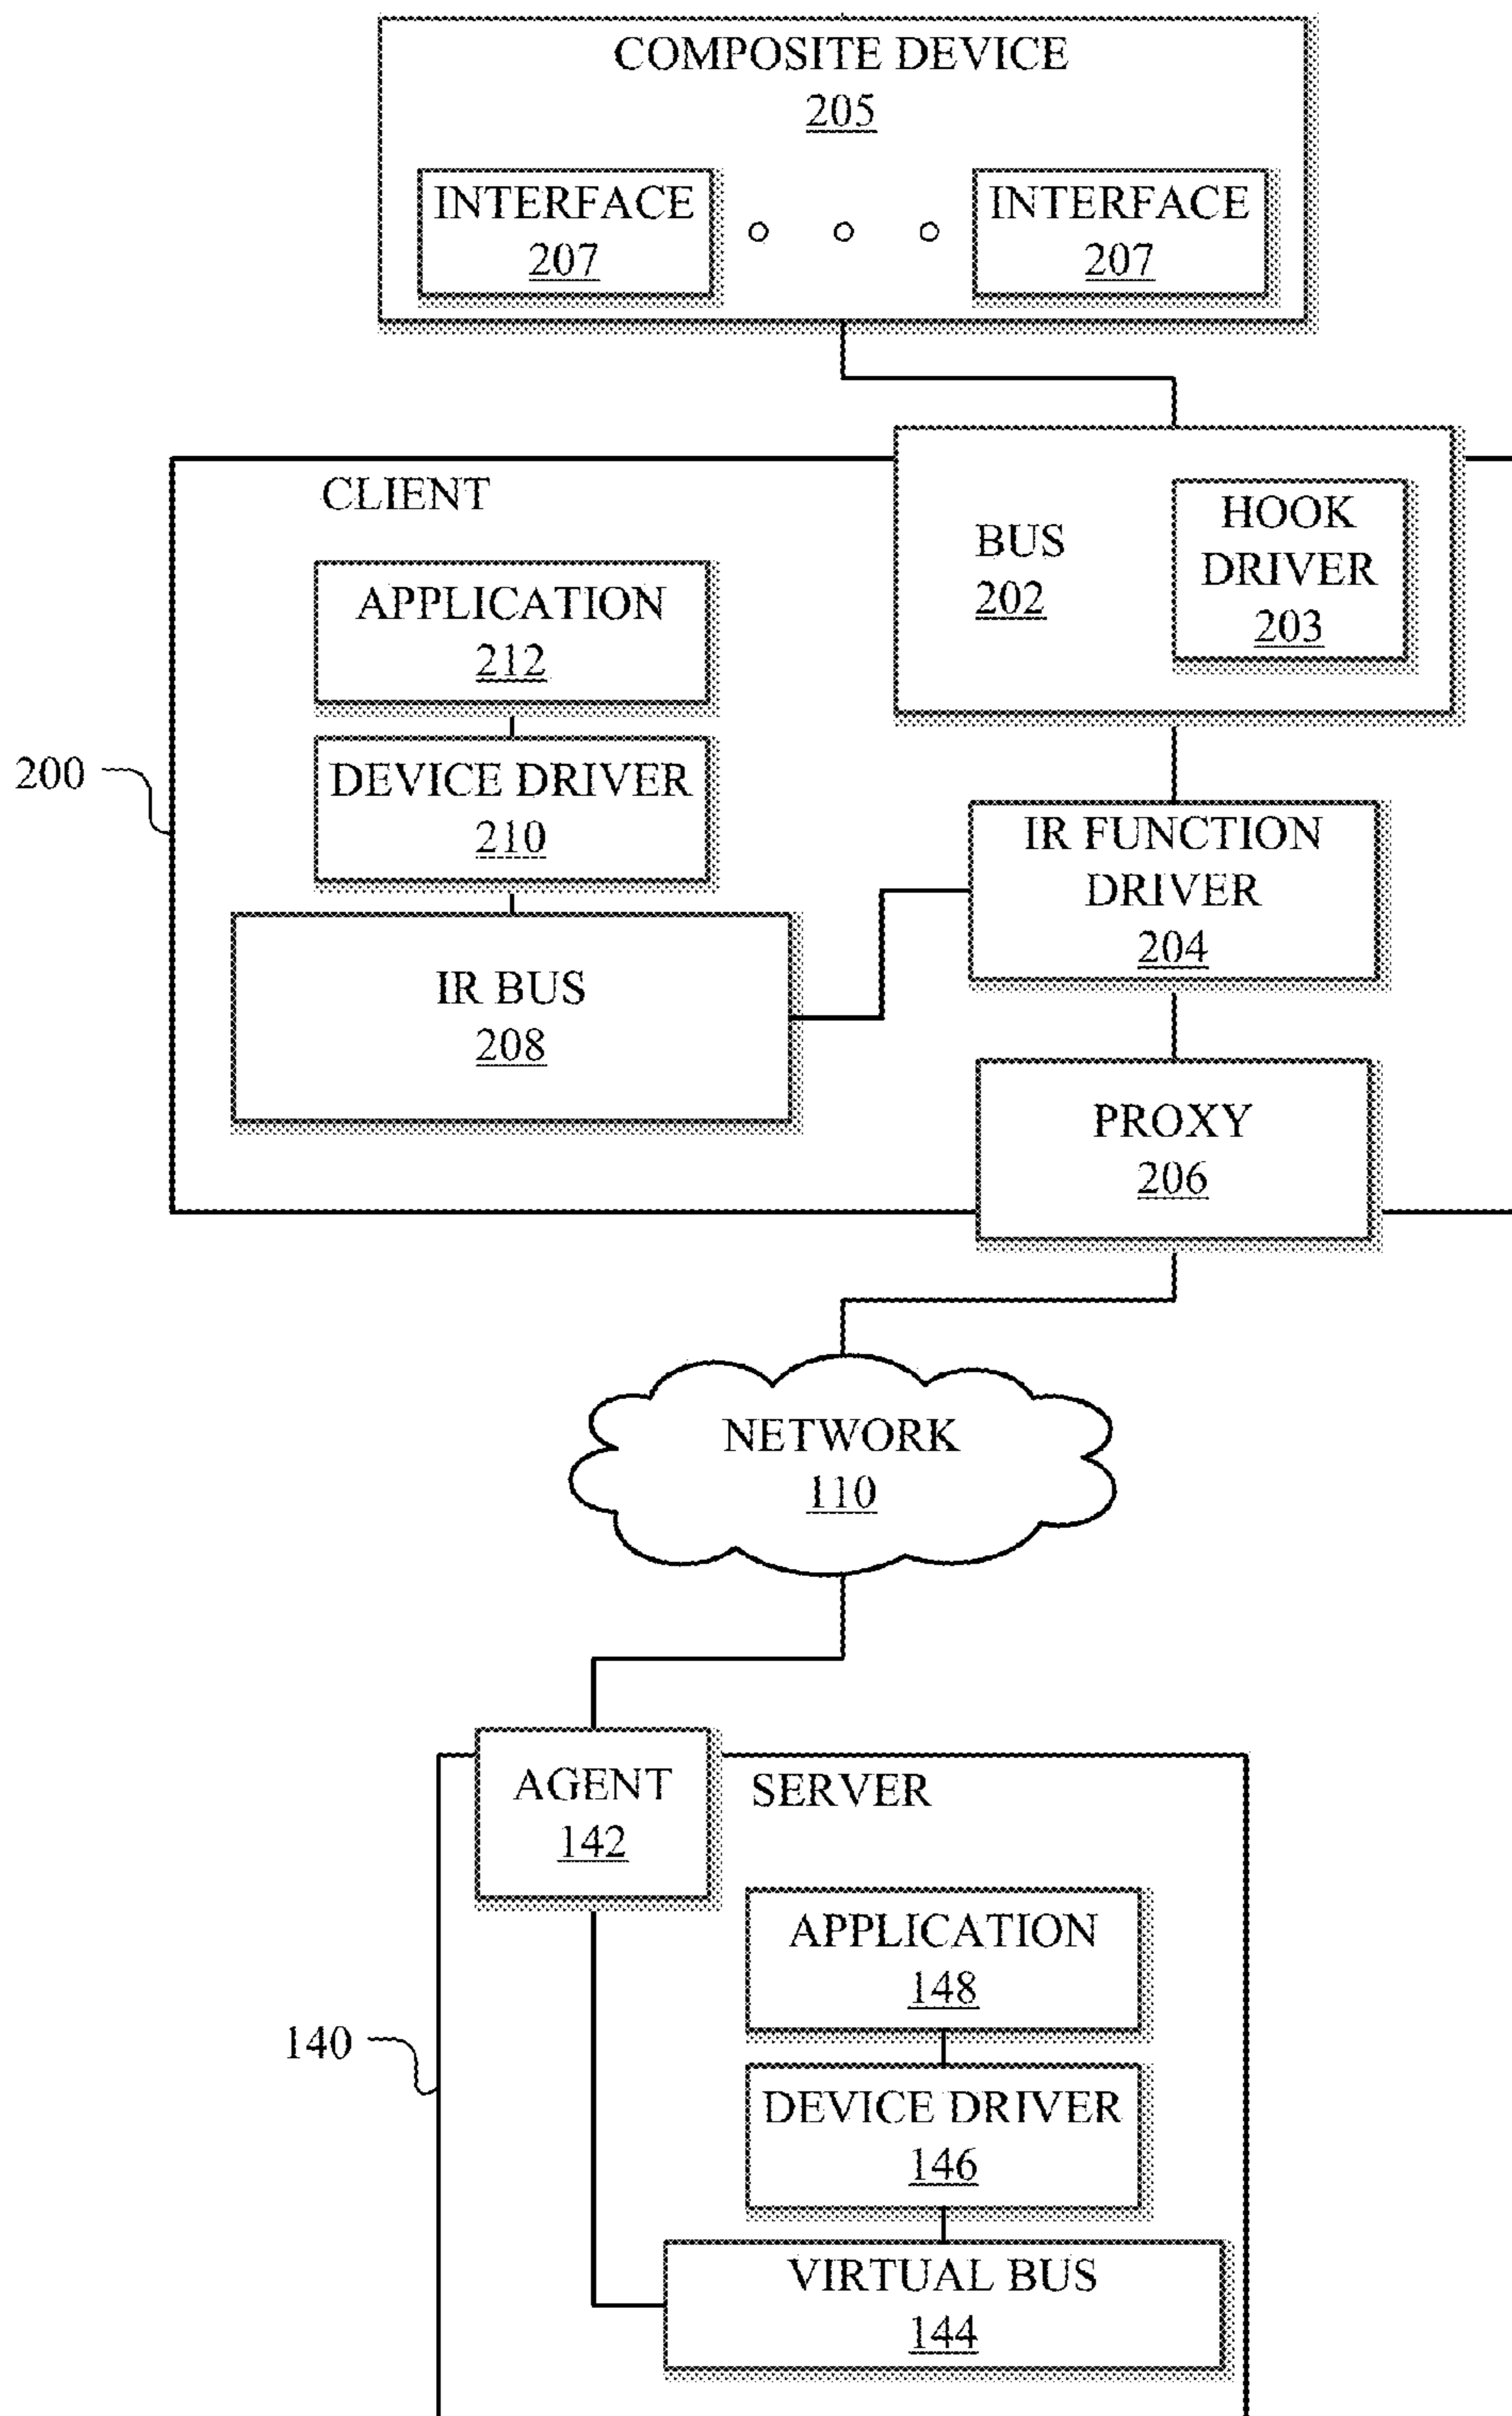 COMPOSITE DEVICE
205
INTERFACE
207
INTERFACE
207
CLIENT
BUS
202
HOOK
DRIVER
203
APPLICATION
212
200
DEVICE DRIVER
210
IR FUNCTION
DRIVER
204
IR BUS
208
PROXY
206
NETWORK
110
AGENT
142
SERVER
APPLICATION
148
140
DEVICE DRIVER
146
VIRTUAL BUS
144